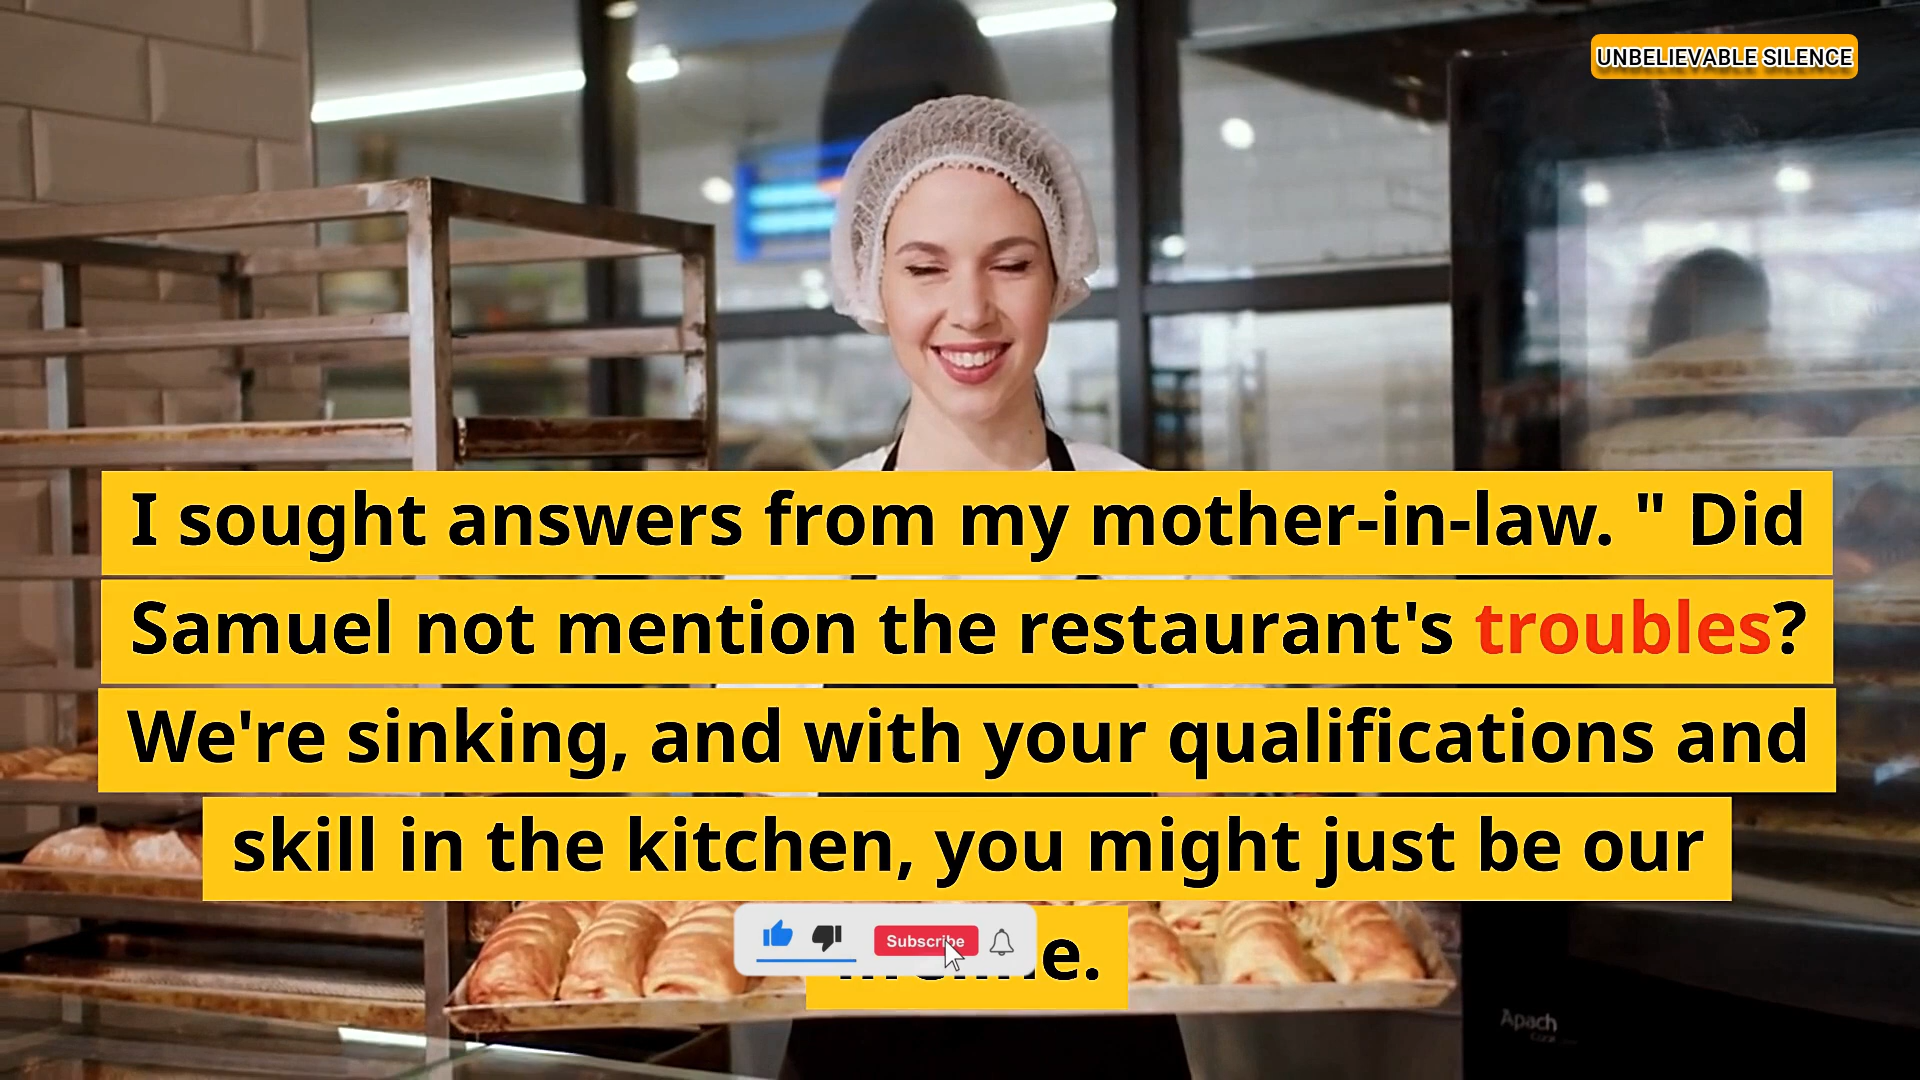 UNBELIEVABLE SILENCE
I sought answers from my mother-in-law. " Did
Samuel not mention the restaurant's troubles?
We're sinking, and with your qualifications and
skill in the kitchen, you might just be our
Subscribe
Apach